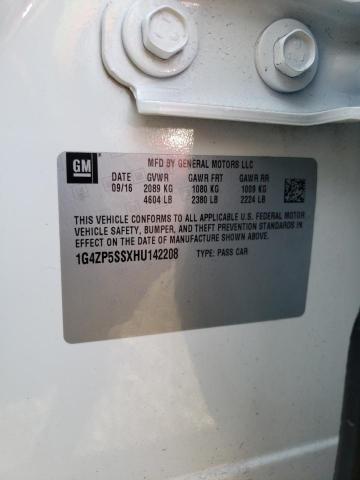 GM
MFD BY GENERAL MOTORS LLC
DATE GVWR GAWR FRT GAWR RR
09/16 2089 KG 1080 KG 1009 KG
4604 LB 2380 LB 2224 LB
THIS VEHICLE CONFORMS TO ALL APPLICABLE U.S. FEDERAL MOTOR
VEHICLE SAFETY, BUMPER, AND THEFT PREVENTION STANDARDS IN
EFFECT ON THE DATE OF MANUFACTURE SHOWN ABOVE.
1G4ZP5SSXHU142208 TYPE: PASS CAR